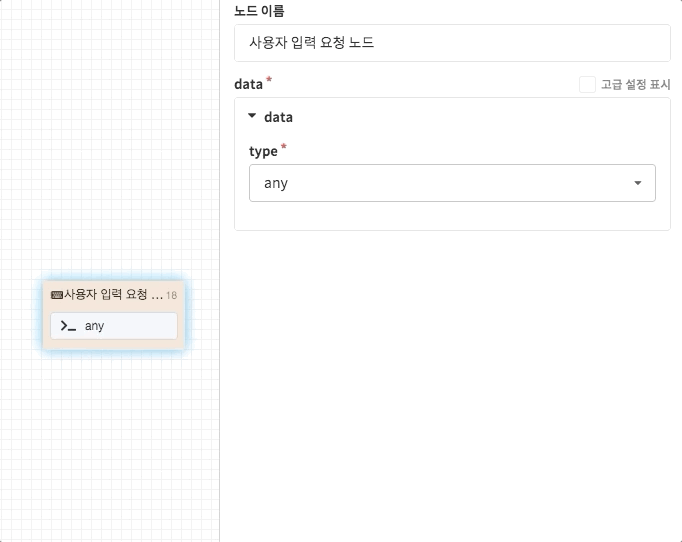 노드 이름
사용자 입력 요청 노드
data *
고급 설정 표시
data
type *
any
사용자 입력 요청 ... 18
any